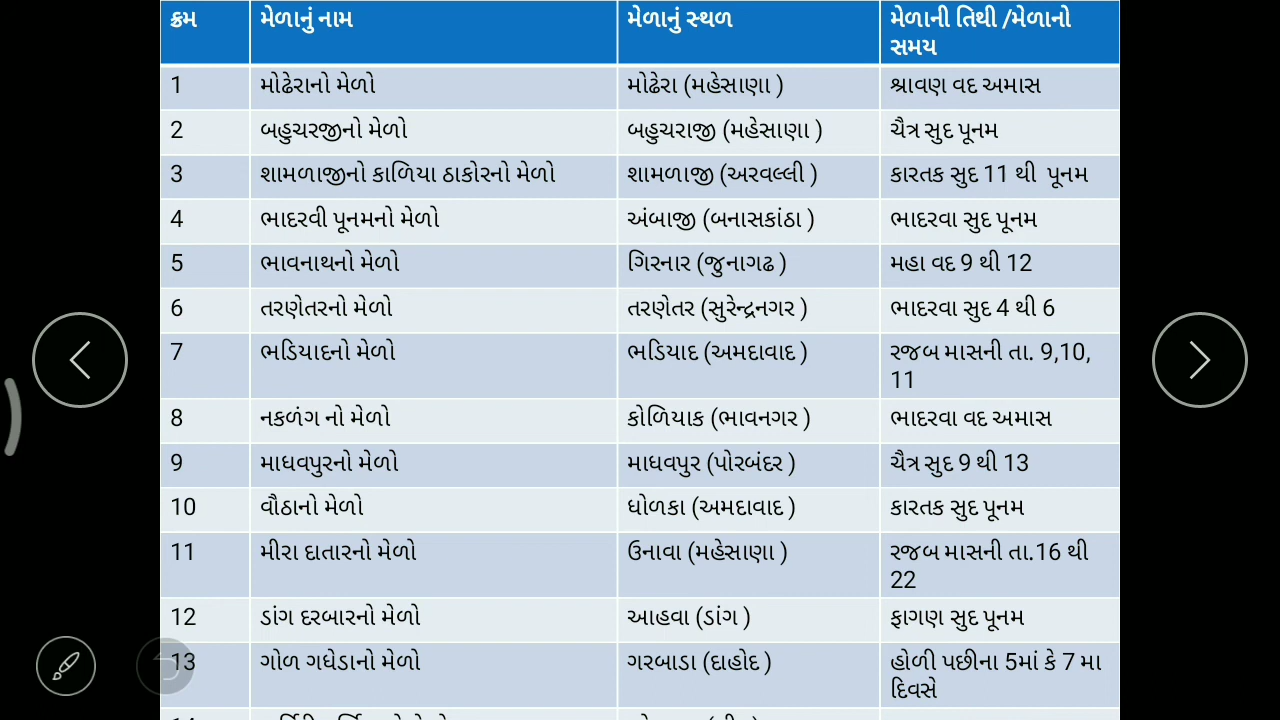 ક્રમ મેળાનું નામ મેળાનું સ્થળ મેળાની તિથી /મેળાનો
સમય
1 મોઢેરાનો મેળો મોઢેરા (મહેસાણા ) શ્રાવણ વદ અમાસ
2 બહુચરજીનો મેળો બહુચરાજી (મહેસાણા ) ચૈત્ર સુદ પૂનમ
3 શામળાજીનો કાળિયા ઠાકોરનો મેળો શામળાજી (અરવલ્લી ) કારતક સુદ 11 થી પૂનમ
4 ભાદરવી પૂનમનો મેળો અંબાજી (બનાસકાંઠા ) ભાદરવા સુદ પૂનમ
5 ભાવનાથનો મેળો ગિરનાર (જુનાગઢ ) મહા વદ 9 થી 12
6 તરણેતરનો મેળો તરણેતર (સુરેન્દ્રનગર ) ભાદરવા સુદ 4 થી 6
7 ભડિયાદનો મેળો ભડિયાદ (અમદાવાદ ) રજબ માસની તા. 9,10,
11
8 નકળંગ નો મેળો કોળિયાક (ભાવનગર ) ભાદરવા વદ અમાસ
9 માધવપુરનો મેળો માધવપુર (પોરબંદર ) ચૈત્ર સુદ 9 થી 13
10 વૌઠાનો મેળો ધોળકા (અમદાવાદ ) કારતક સુદ પૂનમ
11 મીરા દાતારનો મેળો ઉનાવા (મહેસાણા ) રજબ માસની તા.16 થી
22
12 ડાંગ દરબારનો મેળો આહવા (ડાંગ ) ફાગણ સુદ પૂનમ
13 ગોળ ગધેડાનો મેળો ગરબાડા (દાહોદ ) હોળી પછીના 5માં કે 7 મા
દિવસે